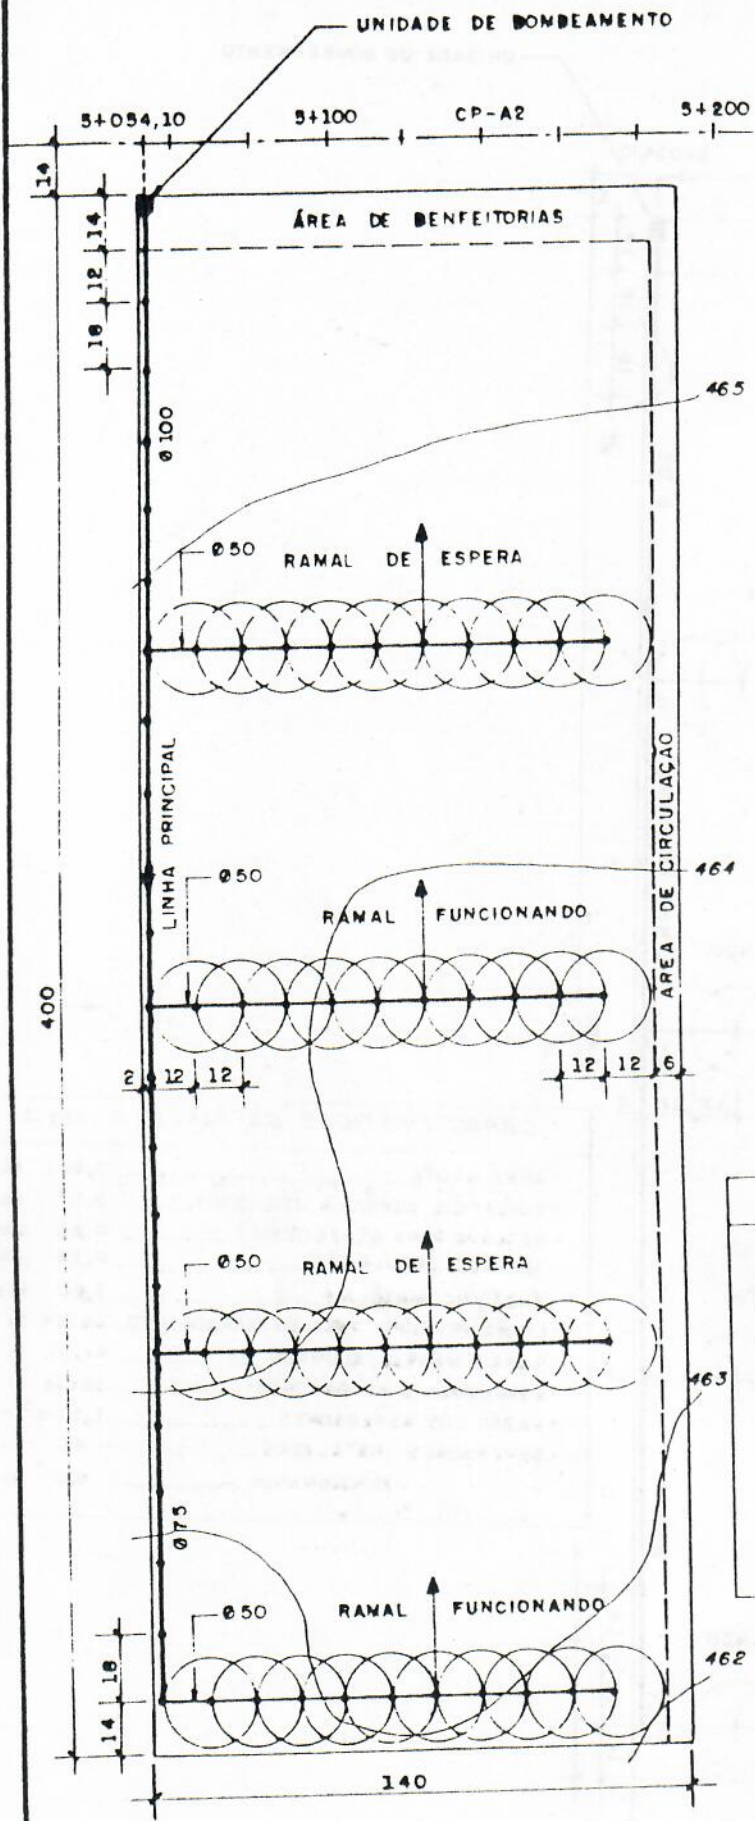 UNIDADE DE BOMBEAMENTO
5+054,10 5+100 CP-A2 5+200
14
ÁREA DE BENFEITORIAS
14
12
18
465
Ø100
Ø50 RAMAL DE ESPERA
LINHA PRINCIPAL
ÁREA DE CIRCULAÇÃO
Ø50
464
RAMAL FUNCIONANDO
400
2 12 12 12 12 6
Ø50 RAMAL DE ESPERA
463
Ø75
Ø50 RAMAL FUNCIONANDO
18
462
14
140